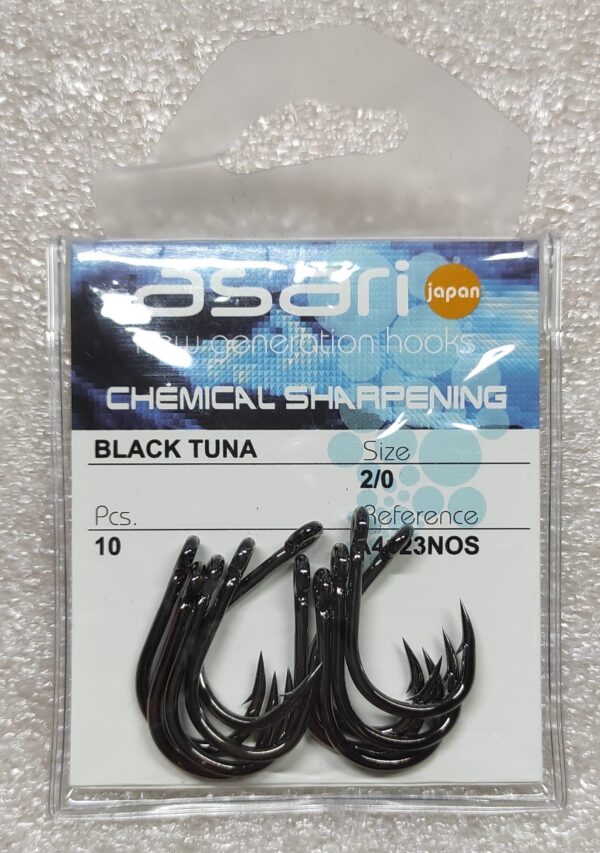 asari japan
new generation hooks
CHEMICAL SHARPENING
BLACK TUNA Size
2/0
Pcs. Reference
10